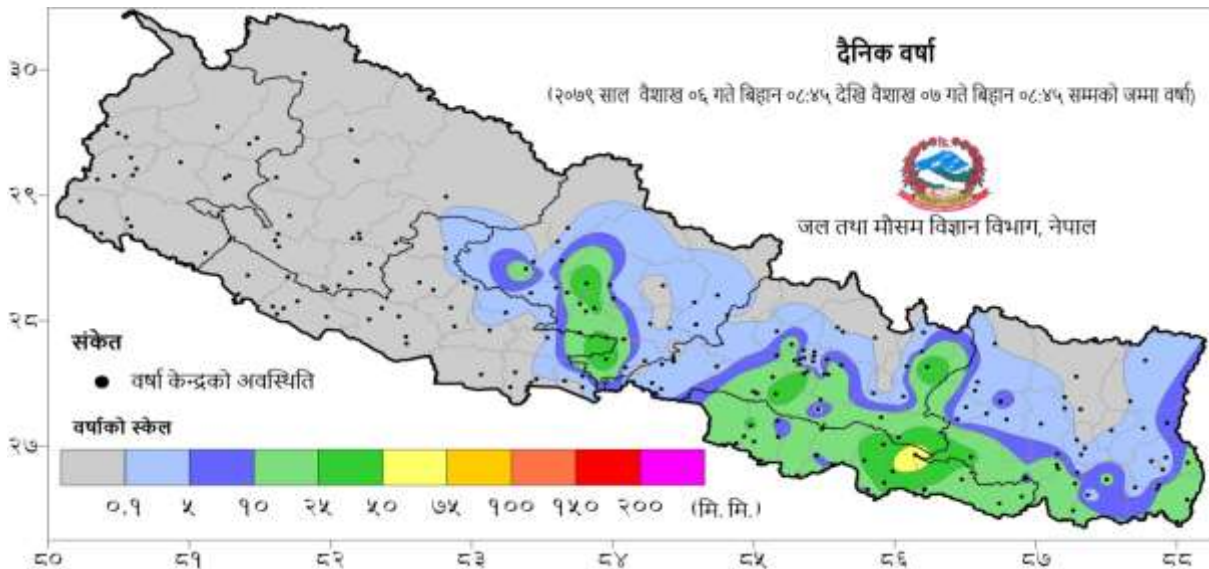 दैनिक वर्षा
(२०७९ साल वैशाख ०६ गते बिहान ०८:४५ देखि वैशाख ०७ गते बिहान ०८:४५ सम्मको जम्मा वर्षा)
जल तथा मौसम विज्ञान विभाग, नेपाल
३०
२९
२८
२७
संकेत
वर्षा केन्द्रको अवस्थिति
वर्षाको स्केल
०.१ ५ १० २५ ५० ७५ १०० १५० २०० (मि. मि.)
८० ८१ ८२ ८३ ८४ ८५ ८६ ८७ ८८